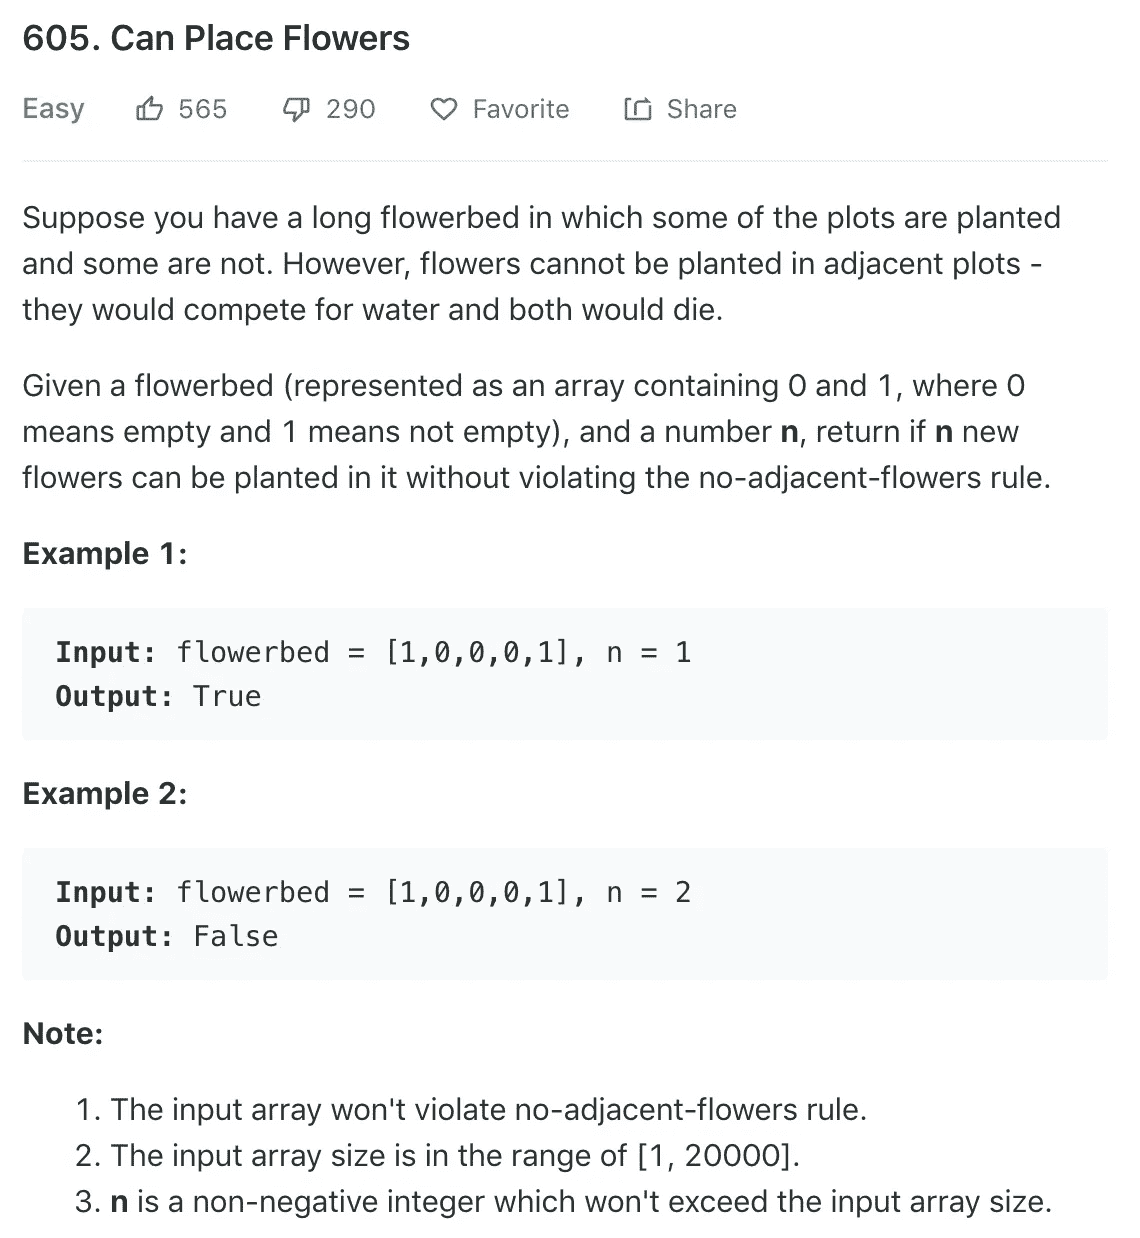 605. Can Place Flowers
Easy 565 290 Favorite Share
Suppose you have a long flowerbed in which some of the plots are planted
and some are not. However, flowers cannot be planted in adjacent plots -
they would compete for water and both would die.
Given a flowerbed (represented as an array containing 0 and 1, where 0
means empty and 1 means not empty), and a number n, return if n new
flowers can be planted in it without violating the no-adjacent-flowers rule.
Example 1:
Input: flowerbed = [1,0,0,0,1], n = 1
Output: True
Example 2:
Input: flowerbed = [1,0,0,0,1], n = 2
Output: False
Note:
1. The input array won't violate no-adjacent-flowers rule.
2. The input array size is in the range of [1, 20000].
3. n is a non-negative integer which won't exceed the input array size.